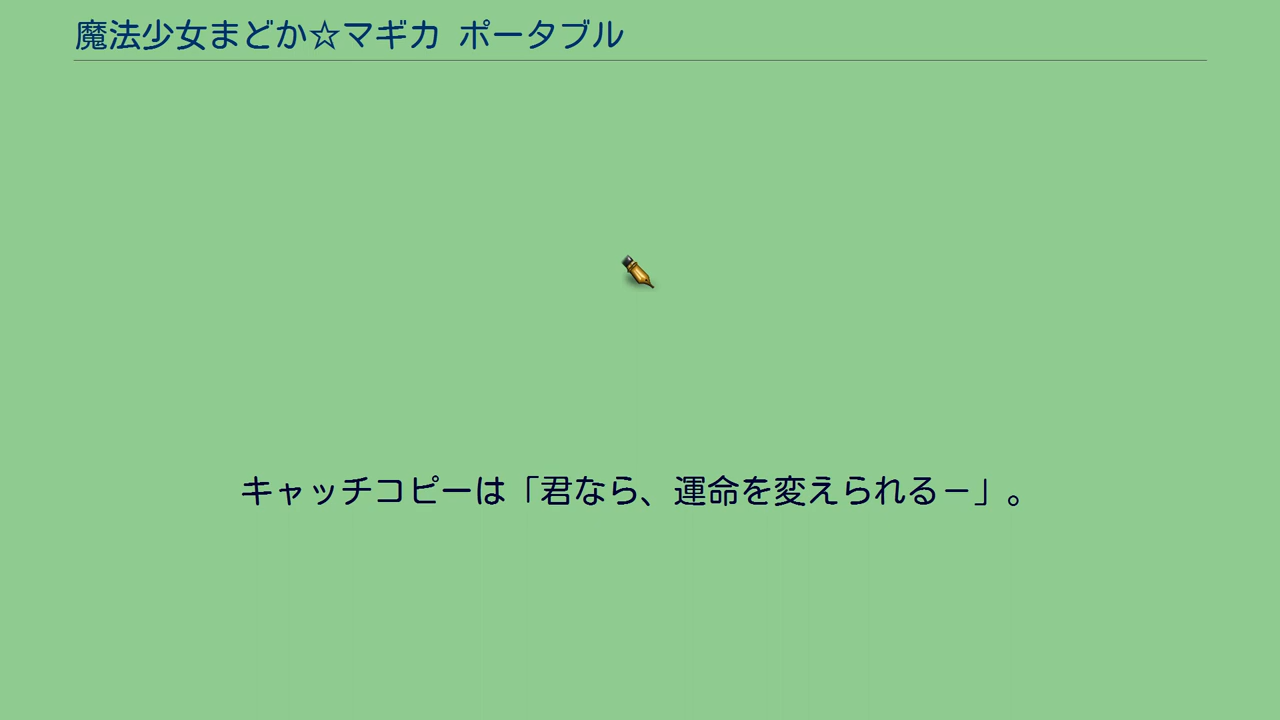 魔法少女まどか☆マギカ ポータブル
キャッチコピーは「君なら、運命を変えられる－」。